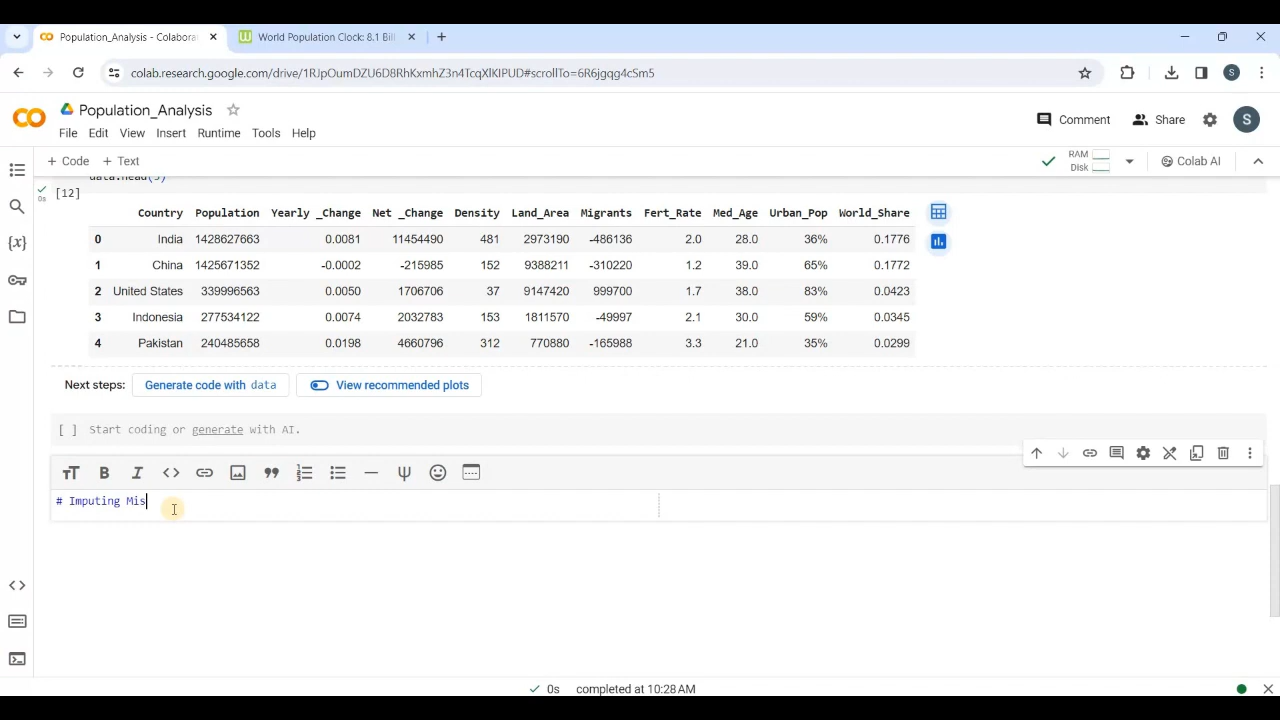 Population_Analysis - Colabora
World Population Clock: 8.1 Bill
colab.research.google.com/drive/1RJpOumDZU6D8RhKxmhZ3n4TcqXlKIPUD#scrollTo=6R6jgqg4cSm5
S
Population_Analysis
Comment
Share
S
File Edit View Insert Runtime Tools Help
+ Code + Text
RAM
Disk
Colab AI
data.head(5)
0s
[12]
Country Population Yearly _Change Net _Change Density Land_Area Migrants Fert_Rate Med_Age Urban_Pop World_Share
0 India 1428627663 0.0081 11454490 481 2973190 -486136 2.0 28.0 36% 0.1776
1 China 1425671352 -0.0002 -215985 152 9388211 -310220 1.2 39.0 65% 0.1772
2 United States 339996563 0.0050 1706706 37 9147420 999700 1.7 38.0 83% 0.0423
3 Indonesia 277534122 0.0074 2032783 153 1811570 -49997 2.1 30.0 59% 0.0345
4 Pakistan 240485658 0.0198 4660796 312 770880 -165988 3.3 21.0 35% 0.0299
Next steps: Generate code with data View recommended plots
[ ] Start coding or generate with AI.
# Imputing Mis
0s completed at 10:28 AM